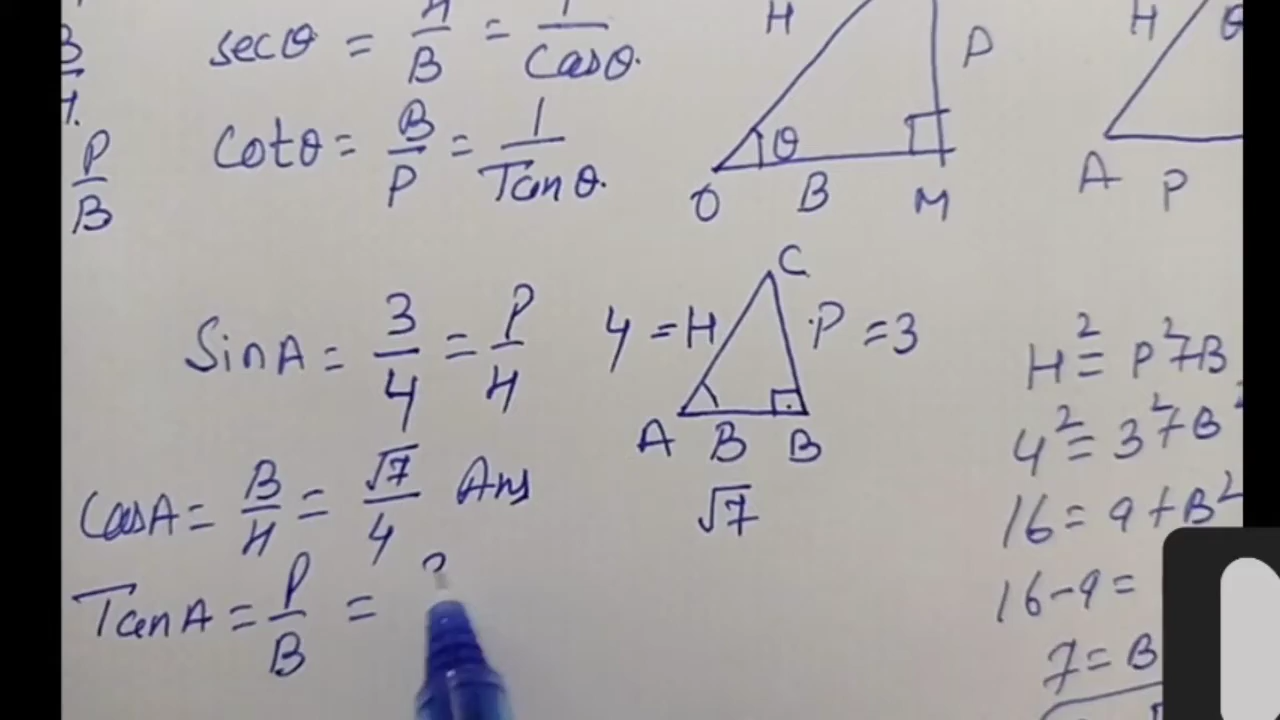 B
H.
P
B
secθ = H/B = 1/Cosθ.
Cotθ = B/P = 1/Tanθ.
H
P
θ
O
B
M
H
θ
A
P
SinA = 3/4 = P/H
C
4 = H
P = 3
A
B
B
√7
CosA = B/H = √7/4 Ans
TanA = P/B =
H² = P²+B
4² = 3²+B²
16 = 9+B²
16-9=
7=B